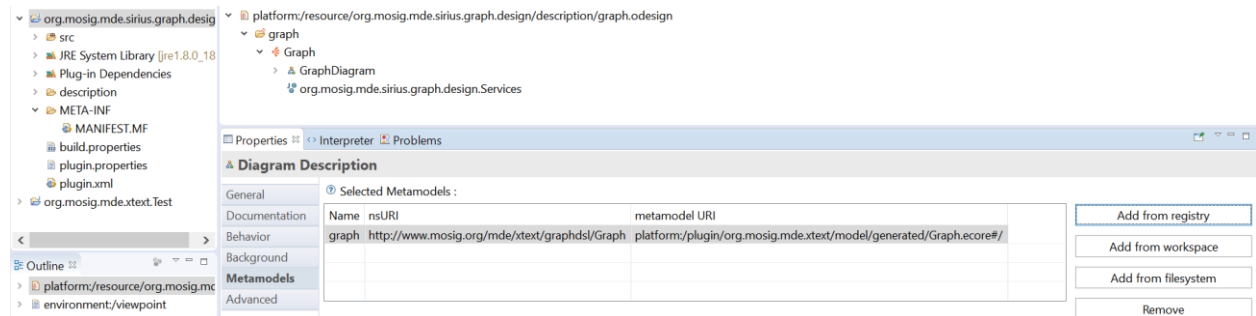 org.mosig.mde.sirius.graph.desig
src
JRE System Library [jre1.8.0_18
Plug-in Dependencies
description
META-INF
MANIFEST.MF
build.properties
plugin.properties
plugin.xml
org.mosig.mde.xtext.Test
Outline
platform:/resource/org.mosig.mc
environment:/viewpoint
platform:/resource/org.mosig.mde.sirius.graph.design/description/graph.odesign
graph
Graph
GraphDiagram
org.mosig.mde.sirius.graph.design.Services
Properties Interpreter Problems
Diagram Description
General
Documentation
Behavior
Background
Metamodels
Advanced
Selected Metamodels :
Name nsURI metamodel URI
graph http://www.mosig.org/mde/xtext/graphdsl/Graph platform:/plugin/org.mosig.mde.xtext/model/generated/Graph.ecore#/
Add from registry
Add from workspace
Add from filesystem
Remove